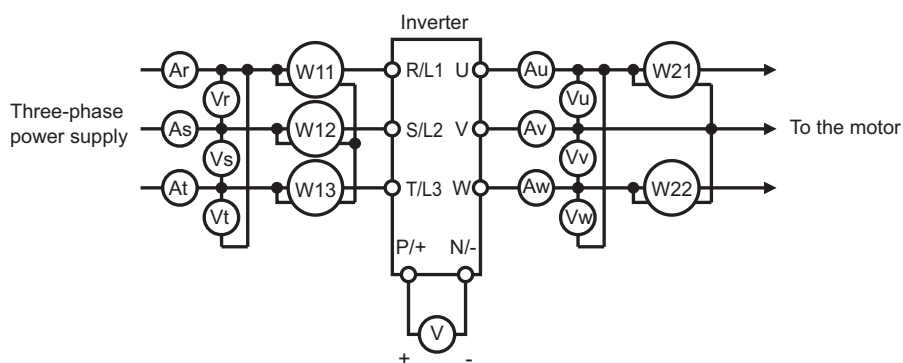 Inverter
Ar W11 R/L1 U Au W21
Vr Vu
Three-phase
power supply
As W12 S/L2 V Av To the motor
Vs Vv
At W13 T/L3 W Aw W22
Vt Vw
P/+ N/-
V
+ -